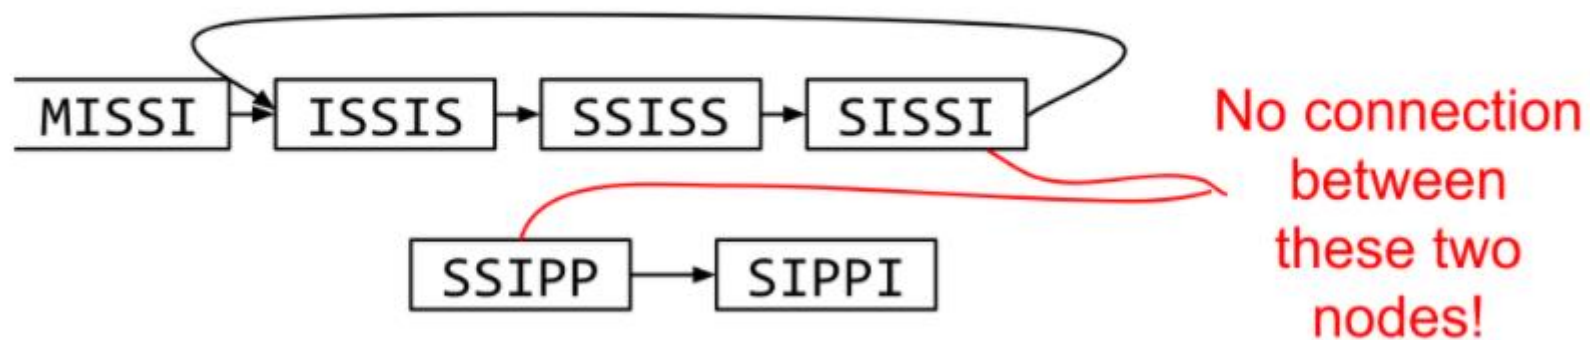 MISSI ISSIS SSISS SISSI
SSIPP SIPPI
No connection
between
these two
nodes!